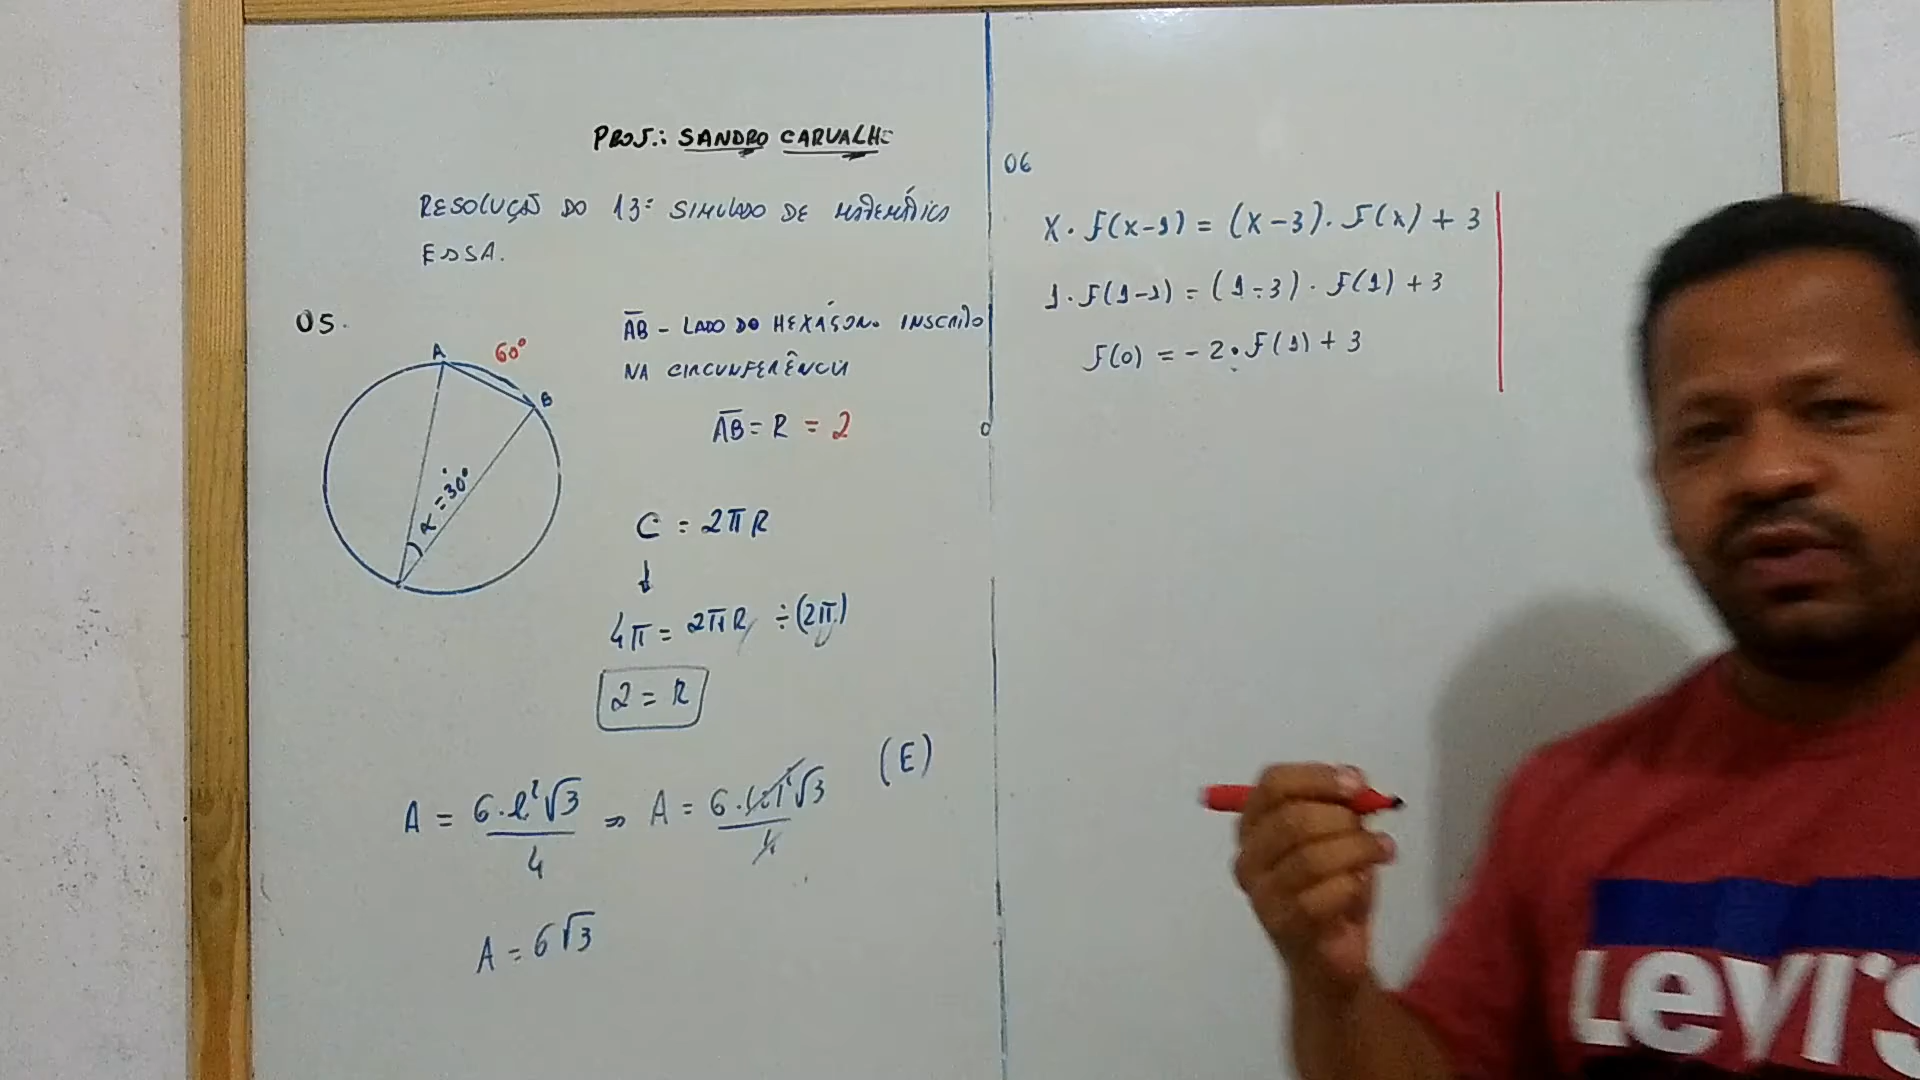 PROF.: SANDRO CARVALHO
RESOLUÇÃO DO 13º SIMULADO DE MATEMÁTICA
ESSA.
05.
A
60°
B
α = 30°
AB - LADO DO HEXÁGONO INSCRITO
NA CIRCUNFERÊNCIA
AB = R = 2
C = 2πR
↓
4π = 2πR ÷(2π)
2 = R
A = 6.l²√3/4 ⇒ A = 6.(2)²√3/4 (E)
A = 6√3
06
X. f(x-1) = (x-3). f(x) + 3
1. f(1-1) = (1-3). f(1) + 3
f(0) = -2. f(1) + 3
Levi's